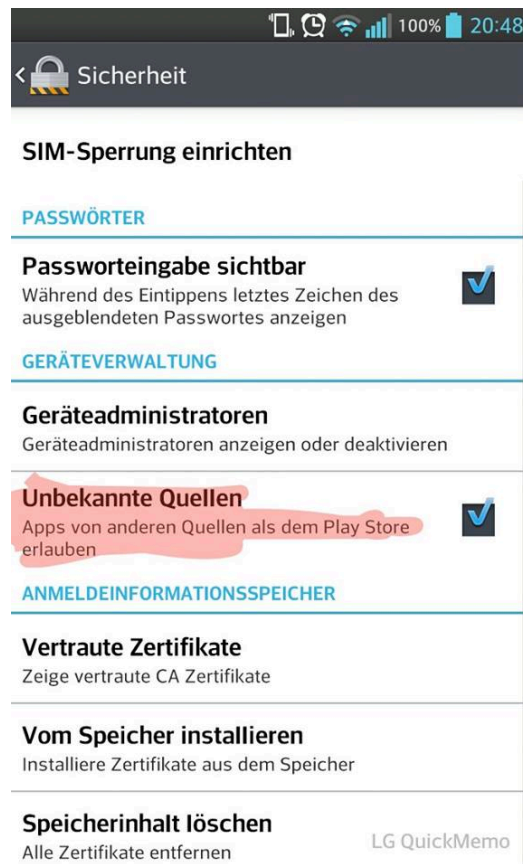 100% 20:48
Sicherheit
SIM-Sperrung einrichten
PASSWÖRTER
Passworteingabe sichtbar
Während des Eintippens letztes Zeichen des
ausgeblendeten Passwortes anzeigen
GERÄTEVERWALTUNG
Geräteadministratoren
Geräteadministratoren anzeigen oder deaktivieren
Unbekannte Quellen
Apps von anderen Quellen als dem Play Store
erlauben
ANMELDEINFORMATIONSSPEICHER
Vertraute Zertifikate
Zeige vertraute CA Zertifikate
Vom Speicher installieren
Installiere Zertifikate aus dem Speicher
Speicherinhalt löschen
Alle Zertifikate entfernen
LG QuickMemo